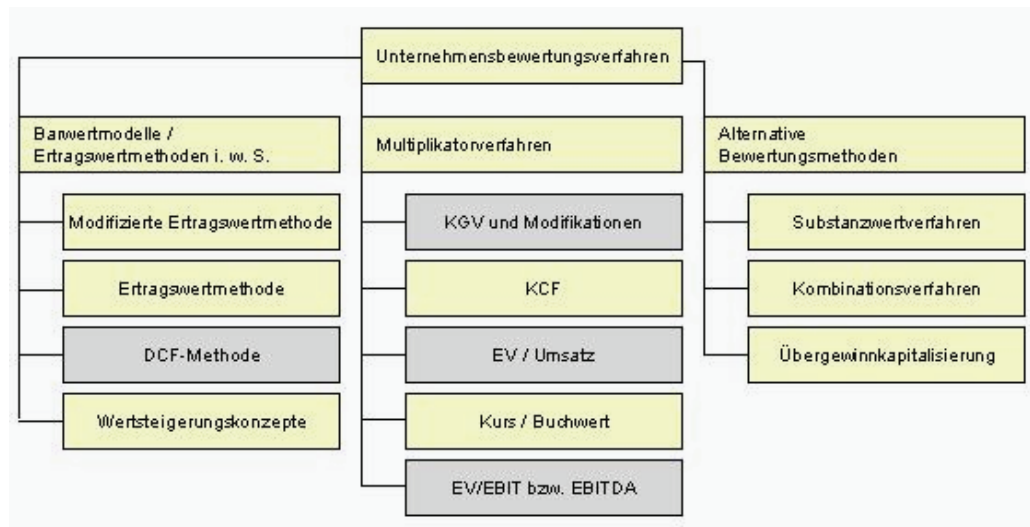 Unternehmensbewertungsverfahren
Barwertmodelle /
Ertragswertmethoden i. w. S.
Modifizierte Ertragswertmethode
Ertragswertmethode
DCF-Methode
Wertsteigerungskonzepte
Multiplikatorverfahren
KGV und Modifikationen
KCF
EV / Umsatz
Kurs / Buchwert
EV/EBIT bzw. EBITDA
Alternative
Bewertungsmethoden
Substanzwertverfahren
Kombinationsverfahren
Übergewinnkapitalisierung